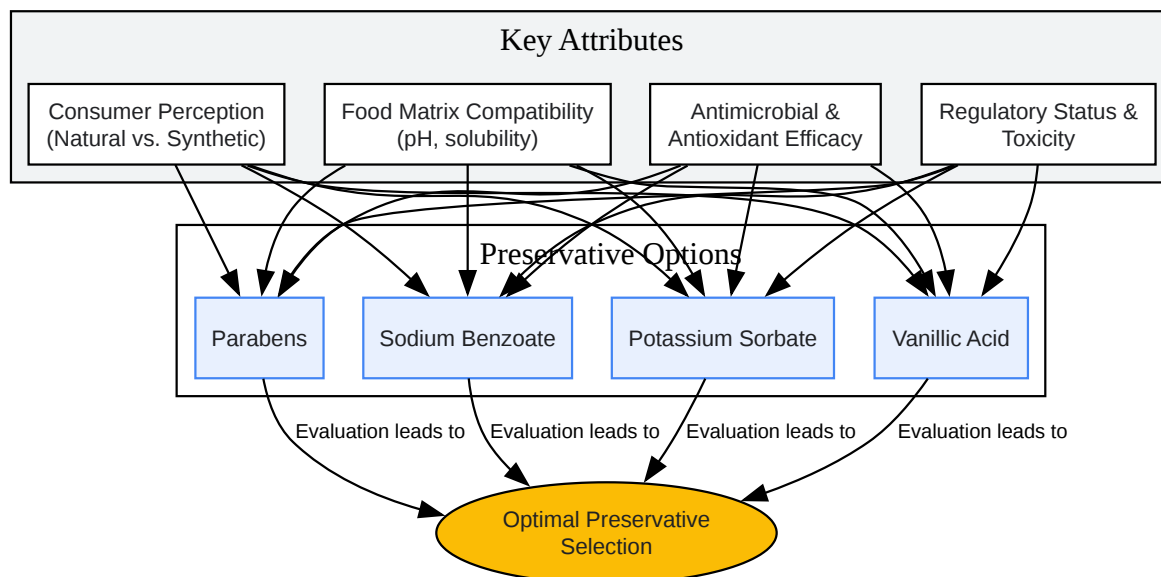 Key Attributes
Consumer Perception
(Natural vs. Synthetic)
Food Matrix Compatibility
(pH, solubility)
Antimicrobial &
Antioxidant Efficacy
Regulatory Status &
Toxicity
Preservative Options
Parabens
Sodium Benzoate
Potassium Sorbate
Vanillic Acid
Evaluation leads to
Evaluation leads to
Evaluation leads to
Evaluation leads to
Optimal Preservative
Selection